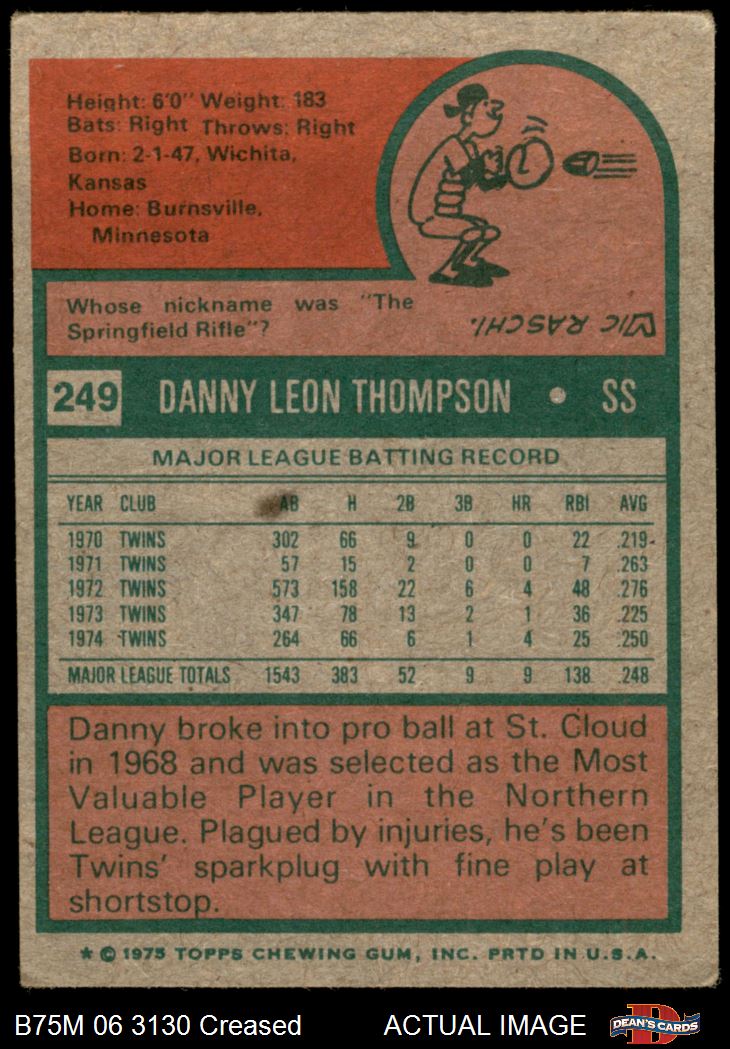 Height: 6'0" Weight: 183
Bats: Right Throws: Right
Born: 2-1-47, Wichita,
Kansas
Home: Burnsville,
Minnesota
Whose nickname was "The
Springfield Rifle"?
VIC RASCHI.
249 DANNY LEON THOMPSON • SS
MAJOR LEAGUE BATTING RECORD
YEAR CLUB AB H 2B 3B HR RBI AVG
1970 TWINS 302 66 9 0 0 22 .219
1971 TWINS 57 15 2 0 0 7 .263
1972 TWINS 573 158 22 6 4 48 .276
1973 TWINS 347 78 13 2 1 36 .225
1974 TWINS 264 66 6 1 4 25 .250
MAJOR LEAGUE TOTALS 1543 383 52 9 9 138 .248
Danny broke into pro ball at St. Cloud
in 1968 and was selected as the Most
Valuable Player in the Northern
League. Plagued by injuries, he's been
Twins' sparkplug with fine play at
shortstop.
* © 1975 TOPPS CHEWING GUM, INC. PRTD IN U.S.A.
B75M 06 3130 Creased ACTUAL IMAGE DEAN'S CARDS